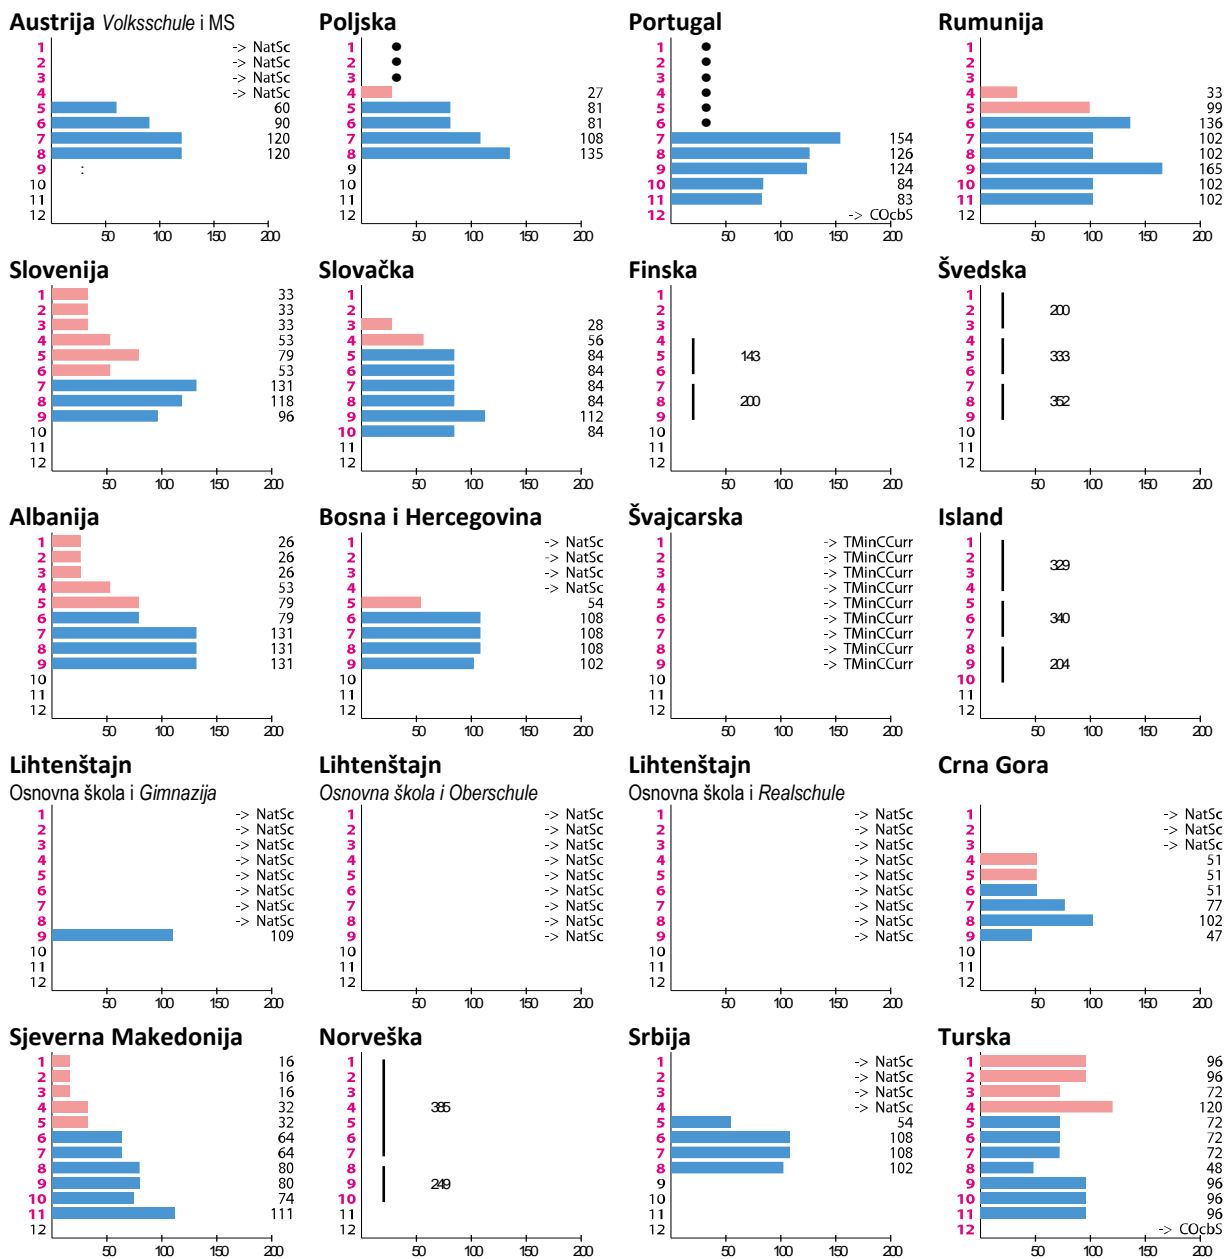 Austrija Volksschule i MS
1 -> NatSc
2 -> NatSc
3 -> NatSc
4 -> NatSc
5 60
6 90
7 120
8 120
9 :
10
11
12
50 100 150 200
Poljska
1 ●
2 ●
3 ●
4 27
5 81
6 81
7 108
8 135
9
10
11
12
50 100 150 200
Portugal
1 ●
2 ●
3 ●
4 ●
5 ●
6 ●
7 154
8 126
9 124
10 84
11 83
12 -> COcbS
50 100 150 200
Rumunija
1
2
3
4 33
5 99
6 136
7 102
8 102
9 165
10 102
11 102
12
50 100 150 200
Slovenija
1 33
2 33
3 33
4 53
5 79
6 53
7 131
8 118
9 96
10
11
12
50 100 150 200
Slovačka
1
2
3 28
4 56
5 84
6 84
7 84
8 84
9 112
10 84
11
12
50 100 150 200
Finska
1
2
3
4
5 143
6
7
8 200
9
10
11
12
50 100 150 200
Švedska
1
2 200
3
4
5 333
6
7
8 352
9
10
11
12
50 100 150 200
Albanija
1 26
2 26
3 26
4 53
5 79
6 79
7 131
8 131
9 131
10
11
12
50 100 150 200
Bosna i Hercegovina
1 -> NatSc
2 -> NatSc
3 -> NatSc
4 -> NatSc
5 54
6 108
7 108
8 108
9 102
10
11
12
50 100 150 200
Švajcarska
1 -> TMinCCurr
2 -> TMinCCurr
3 -> TMinCCurr
4 -> TMinCCurr
5 -> TMinCCurr
6 -> TMinCCurr
7 -> TMinCCurr
8 -> TMinCCurr
9 -> TMinCCurr
10
11
12
50 100 150 200
Island
1
2
329
3
4
5
6 340
7
8
9 204
10
11
12
50 100 150 200
Lihtenštajn
Osnovna škola i Gimnazija
1 -> NatSc
2 -> NatSc
3 -> NatSc
4 -> NatSc
5 -> NatSc
6 -> NatSc
7 -> NatSc
8 -> NatSc
9 109
10
11
12
50 100 150 200
Lihtenštajn
Osnovna škola i Oberschule
1 -> NatSc
2 -> NatSc
3 -> NatSc
4 -> NatSc
5 -> NatSc
6 -> NatSc
7 -> NatSc
8 -> NatSc
9 -> NatSc
10
11
12
50 100 150 200
Lihtenštajn
Osnovna škola i Realschule
1 -> NatSc
2 -> NatSc
3 -> NatSc
4 -> NatSc
5 -> NatSc
6 -> NatSc
7 -> NatSc
8 -> NatSc
9 -> NatSc
10
11
12
50 100 150 200
Crna Gora
1 -> NatSc
2 -> NatSc
3 -> NatSc
4 51
5 51
6 51
7 77
8 102
9 47
10
11
12
50 100 150 200
Sjeverna Makedonija
1 16
2 16
3 16
4 32
5 32
6 64
7 64
8 80
9 80
10 74
11 111
12
50 100 150 200
Norveška
1
2
3
4 385
5
6
7
8
9 249
10
11
12
50 100 150 200
Srbija
1 -> NatSc
2 -> NatSc
3 -> NatSc
4 -> NatSc
5 54
6 108
7 108
8 102
9
10
11
12
50 100 150 200
Turska
1 96
2 96
3 72
4 120
5 72
6 72
7 72
8 48
9 96
10 96
11 96
12 -> COcbS
50 100 150 200